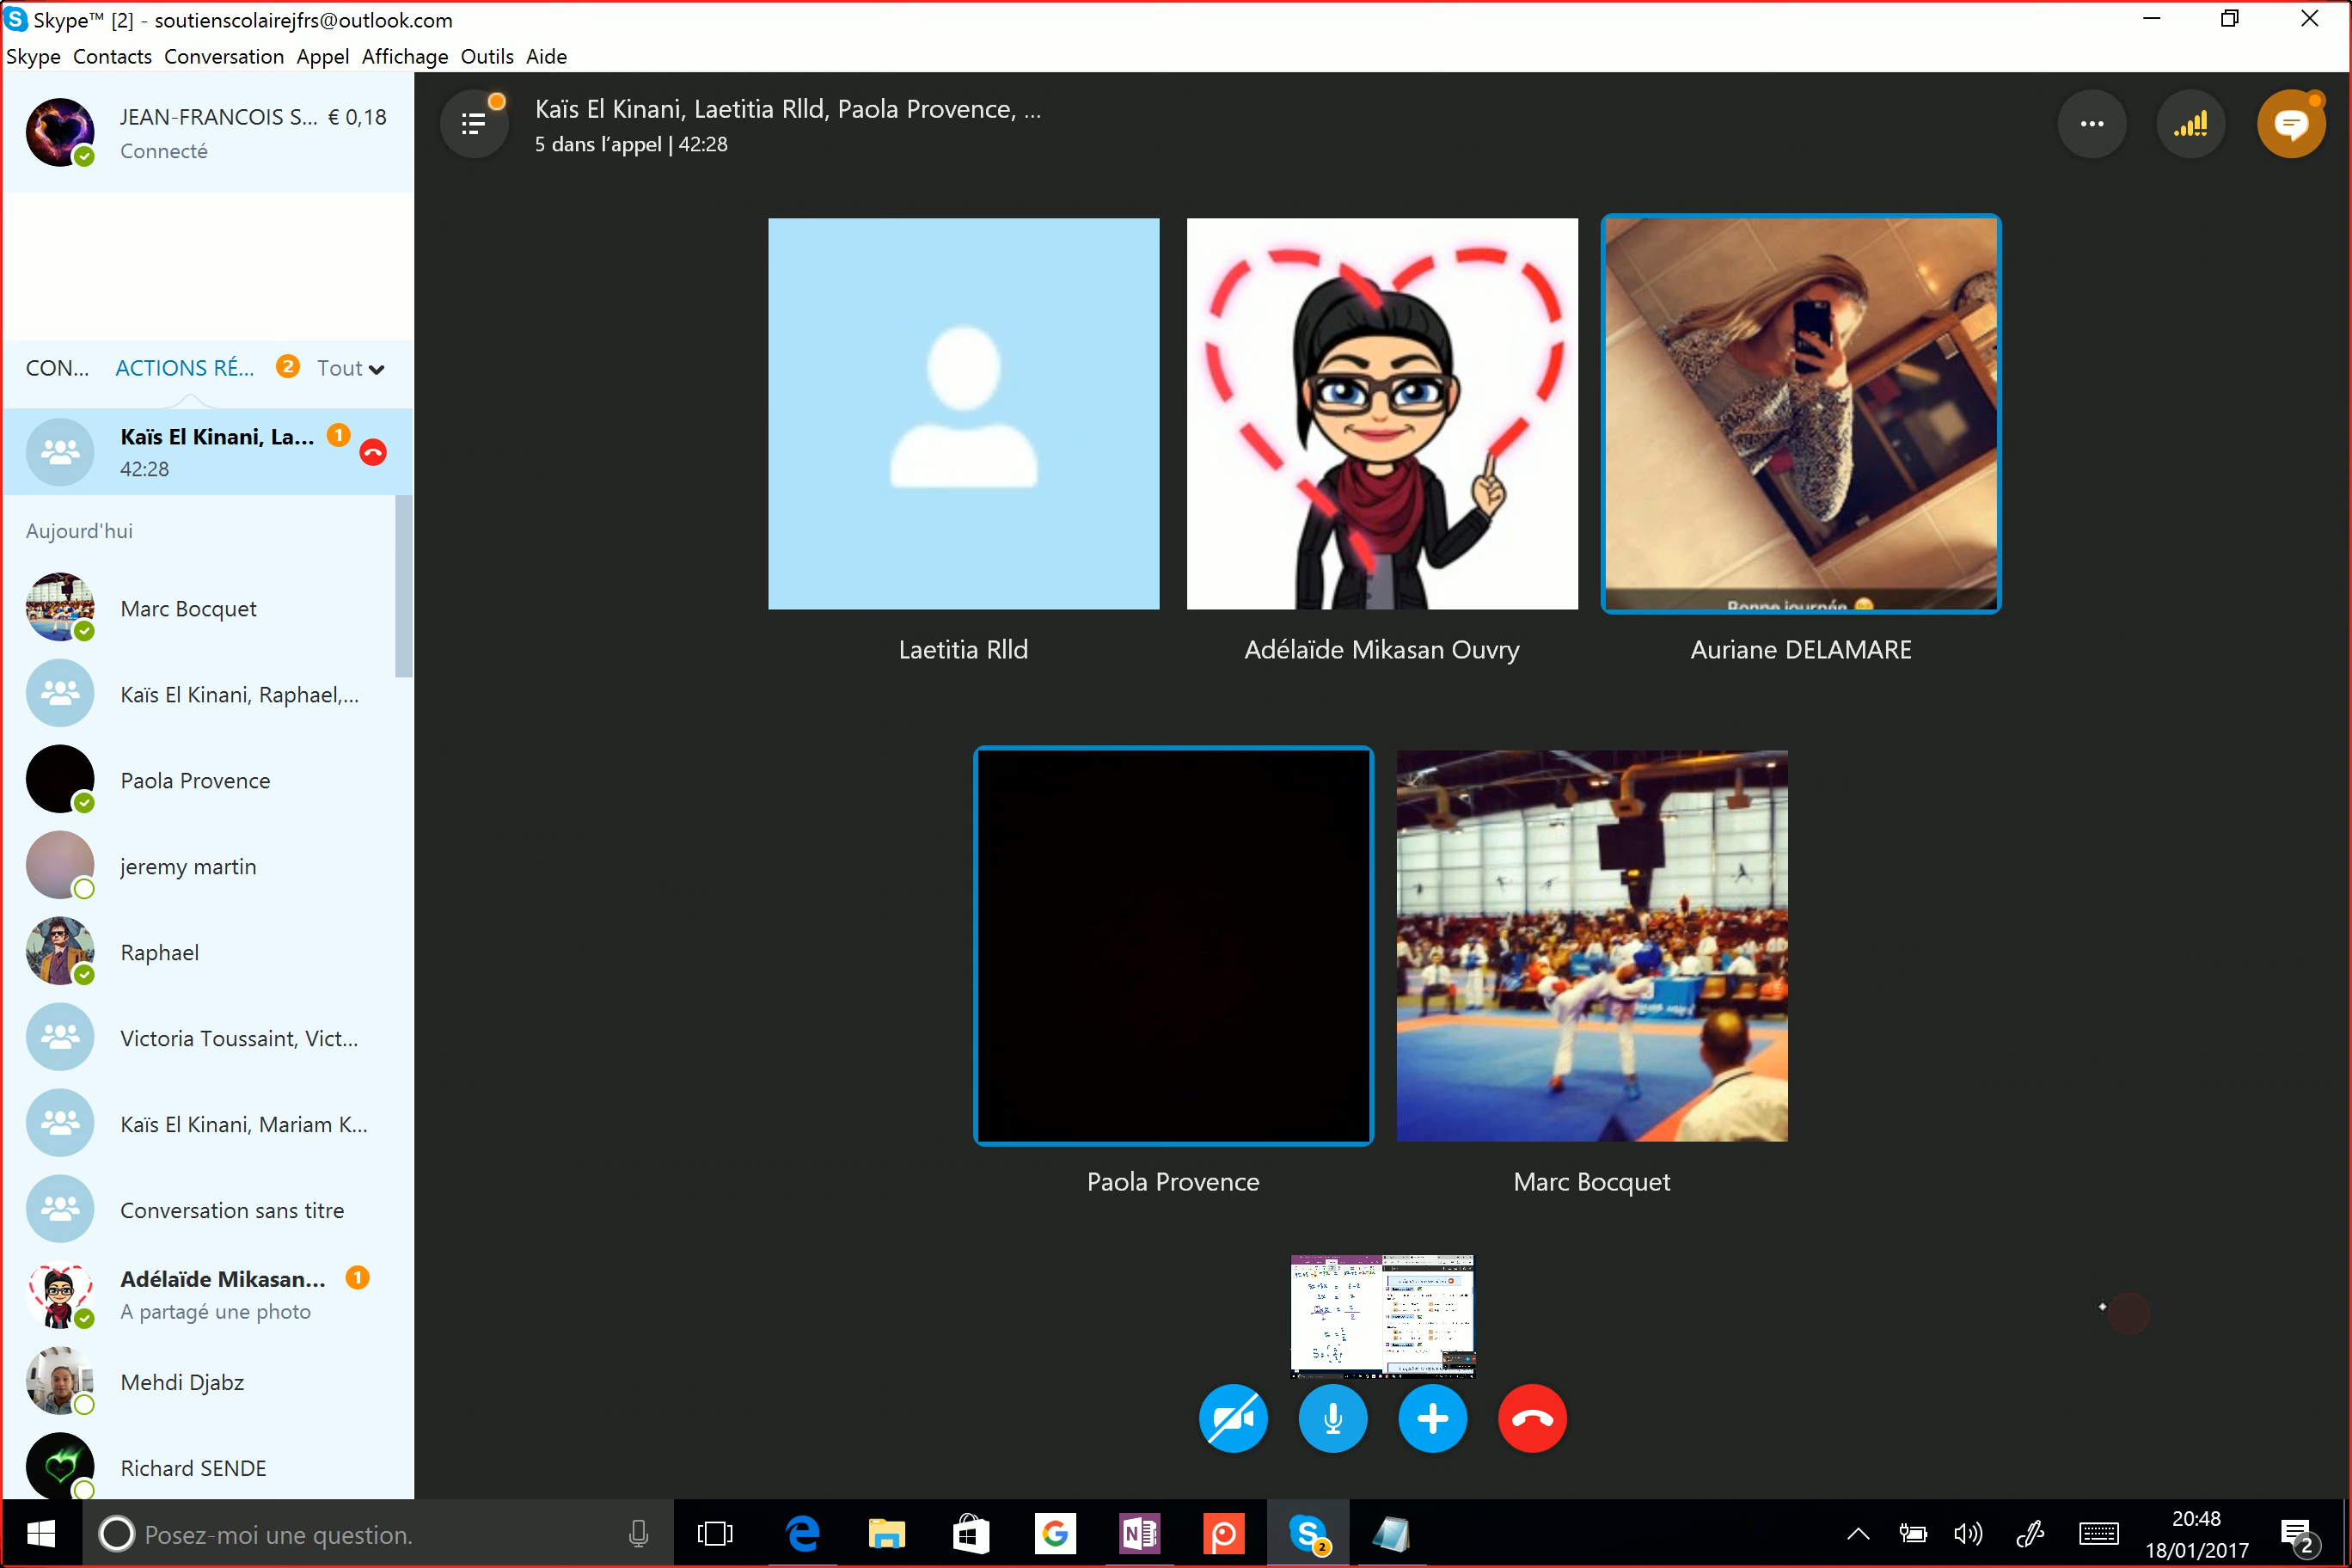 Skype™ [2] - soutienscolairejfrs@outlook.com
Skype Contacts Conversation Appel Affichage Outils Aide
JEAN-FRANCOIS S... € 0,18
Connecté
Kaïs El Kinani, Laetitia Rlld, Paola Provence, ...
5 dans l'appel | 42:28
CON... ACTIONS RÉ... 2 Tout
Kaïs El Kinani, La... 1
42:28
Aujourd'hui
Marc Bocquet
Kaïs El Kinani, Raphael,...
Paola Provence
jeremy martin
Raphael
Victoria Toussaint, Vict...
Kaïs El Kinani, Mariam K...
Conversation sans titre
Adélaïde Mikasan... 1
A partagé une photo
Mehdi Djabz
Richard SENDE
Bonne journée
Laetitia Rlld
Adélaïde Mikasan Ouvry
Auriane DELAMARE
Paola Provence
Marc Bocquet
Posez-moi une question.
2
20:48
18/01/2017
2